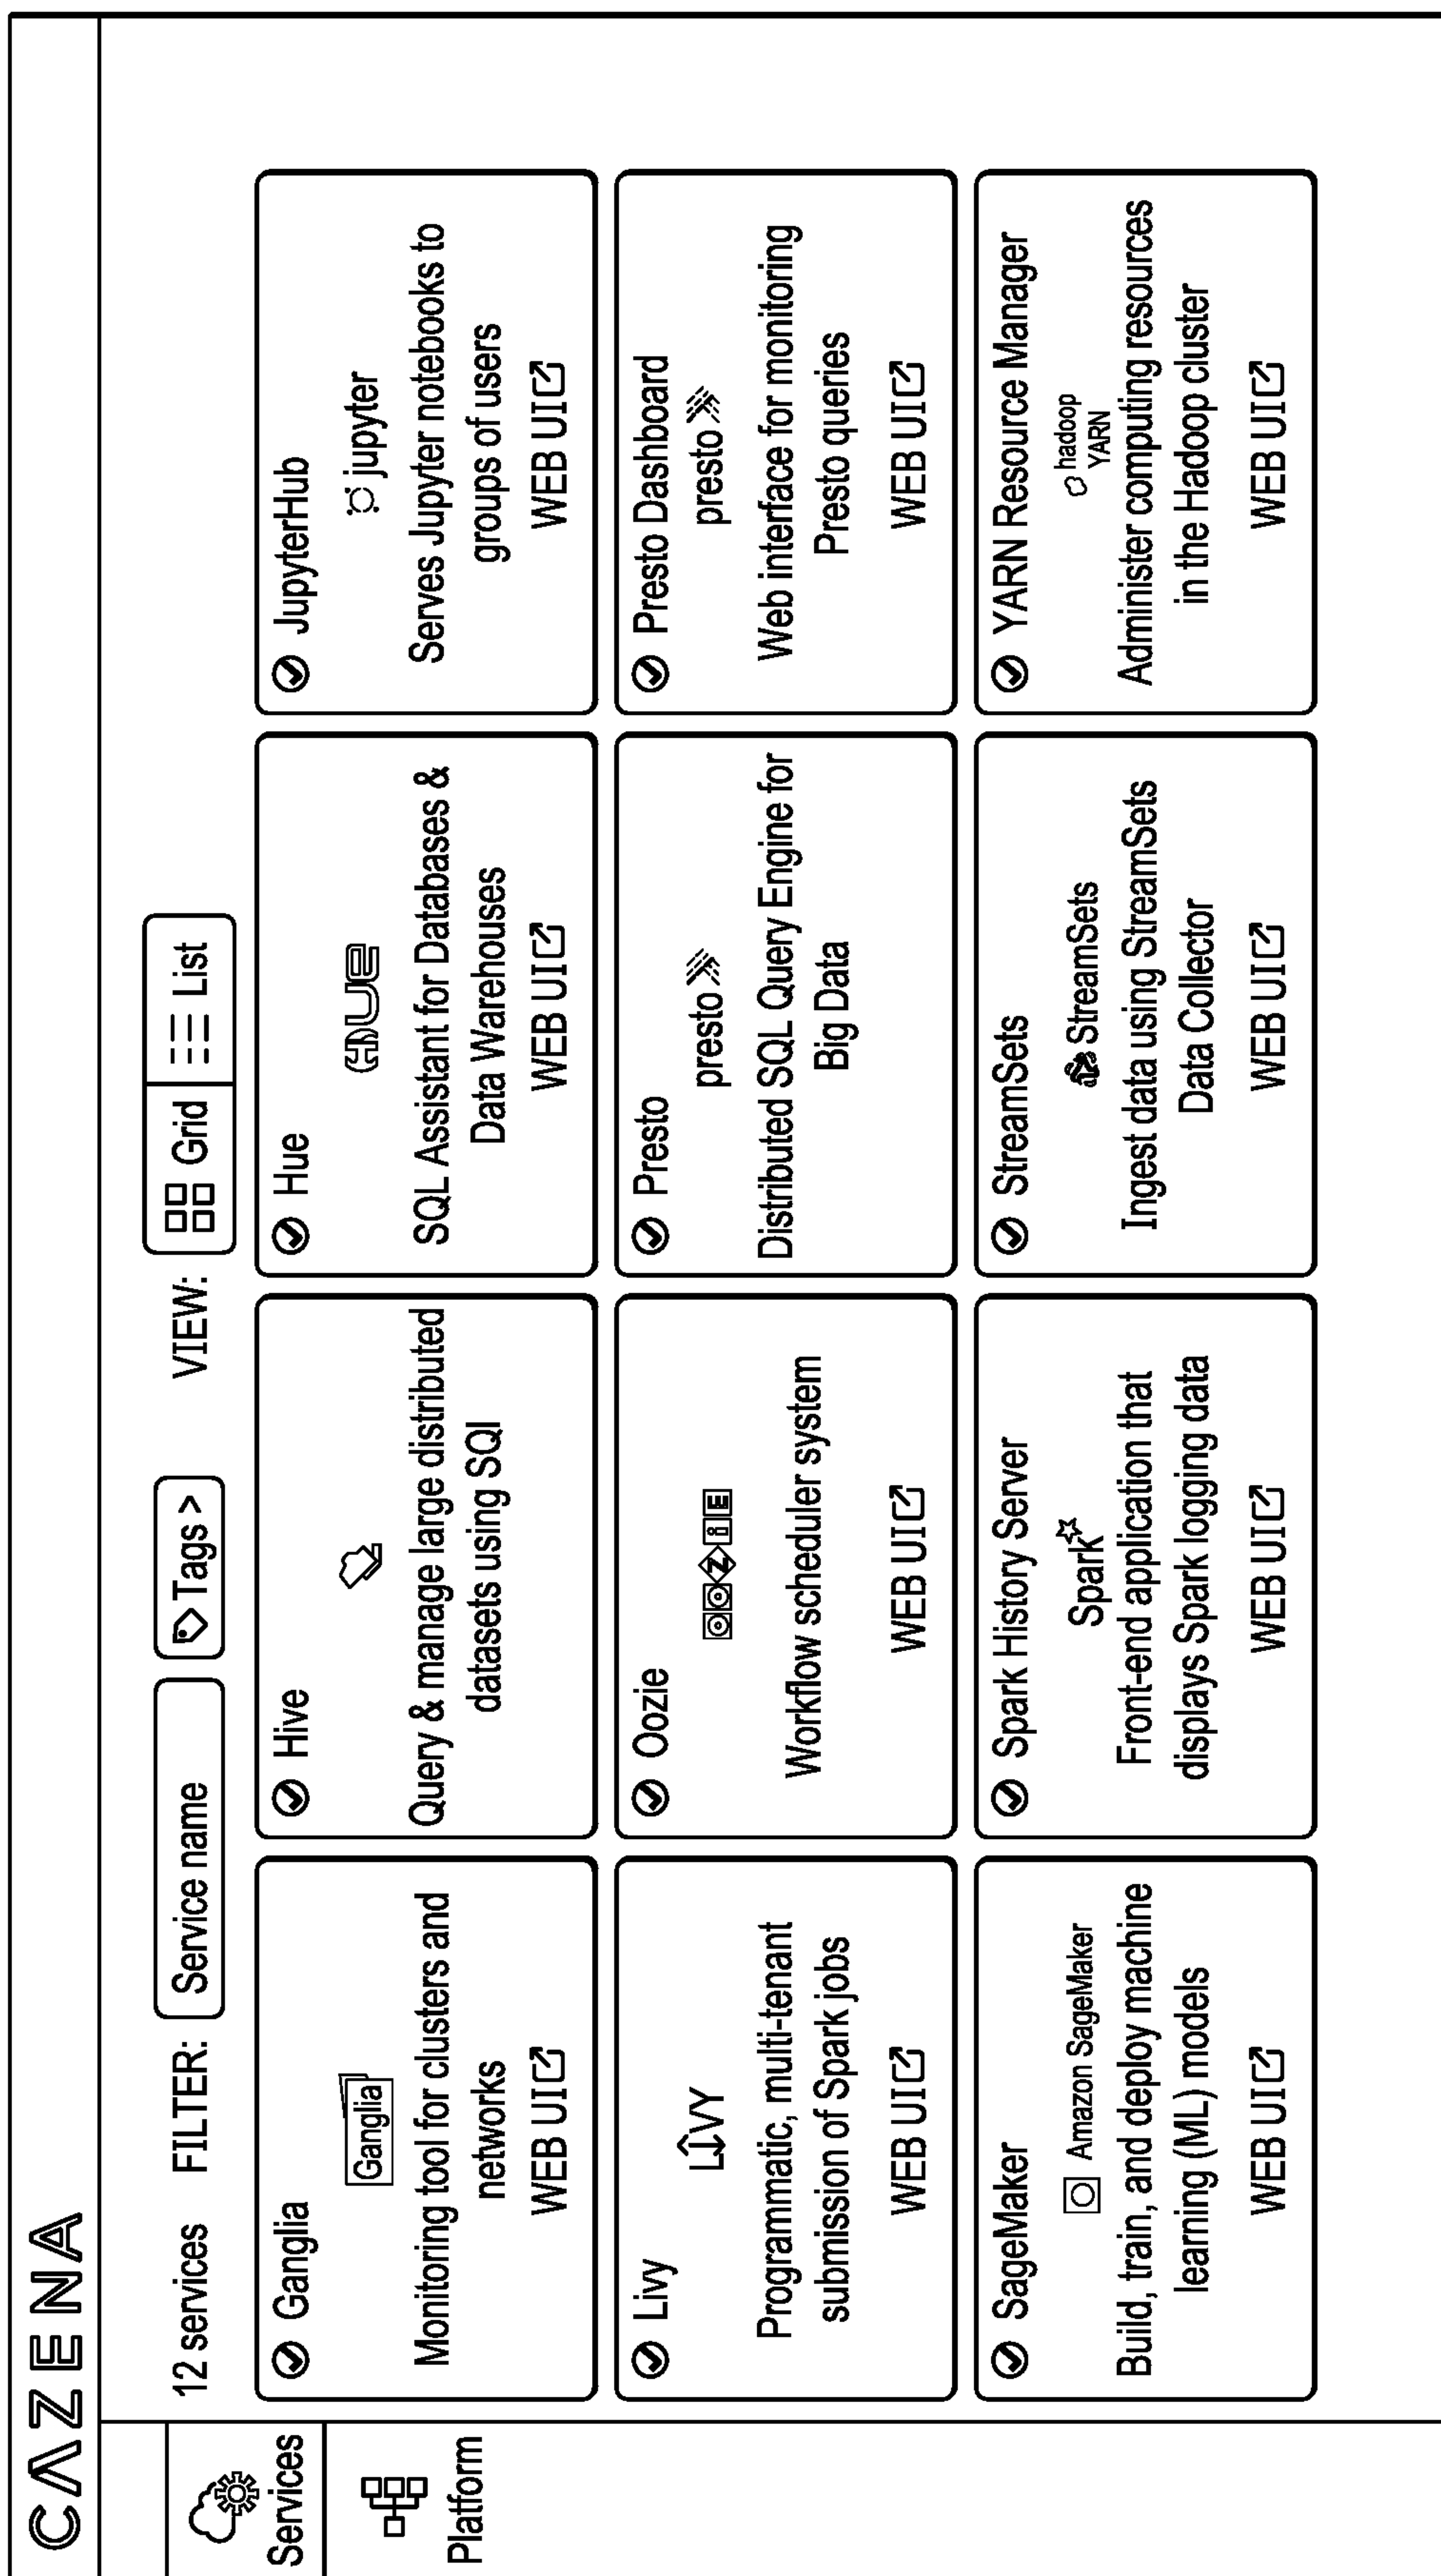 CAZENA
Services
Platform
12 services FILTER: Service name Tags > VIEW: Grid List
Ganglia
Ganglia
Monitoring tool for clusters and
networks
WEB UI
Hive
Query & manage large distributed
datasets using SQI
Hue
HUE
SQL Assistant for Databases &
Data Warehouses
WEB UI
JupyterHub
jupyter
Serves Jupyter notebooks to
groups of users
WEB UI
Livy
LIVY
Programmatic, multi-tenant
submission of Spark jobs
WEB UI
Oozie
OOZiE
Workflow scheduler system
WEB UI
Presto
presto
Distributed SQL Query Engine for
Big Data
Presto Dashboard
presto
Web interface for monitoring
Presto queries
WEB UI
SageMaker
Amazon SageMaker
Build, train, and deploy machine
learning (ML) models
WEB UI
Spark History Server
Spark
Front-end application that
displays Spark logging data
WEB UI
StreamSets
StreamSets
Ingest data using StreamSets
Data Collector
WEB UI
YARN Resource Manager
hadoop
YARN
Administer computing resources
in the Hadoop cluster
WEB UI